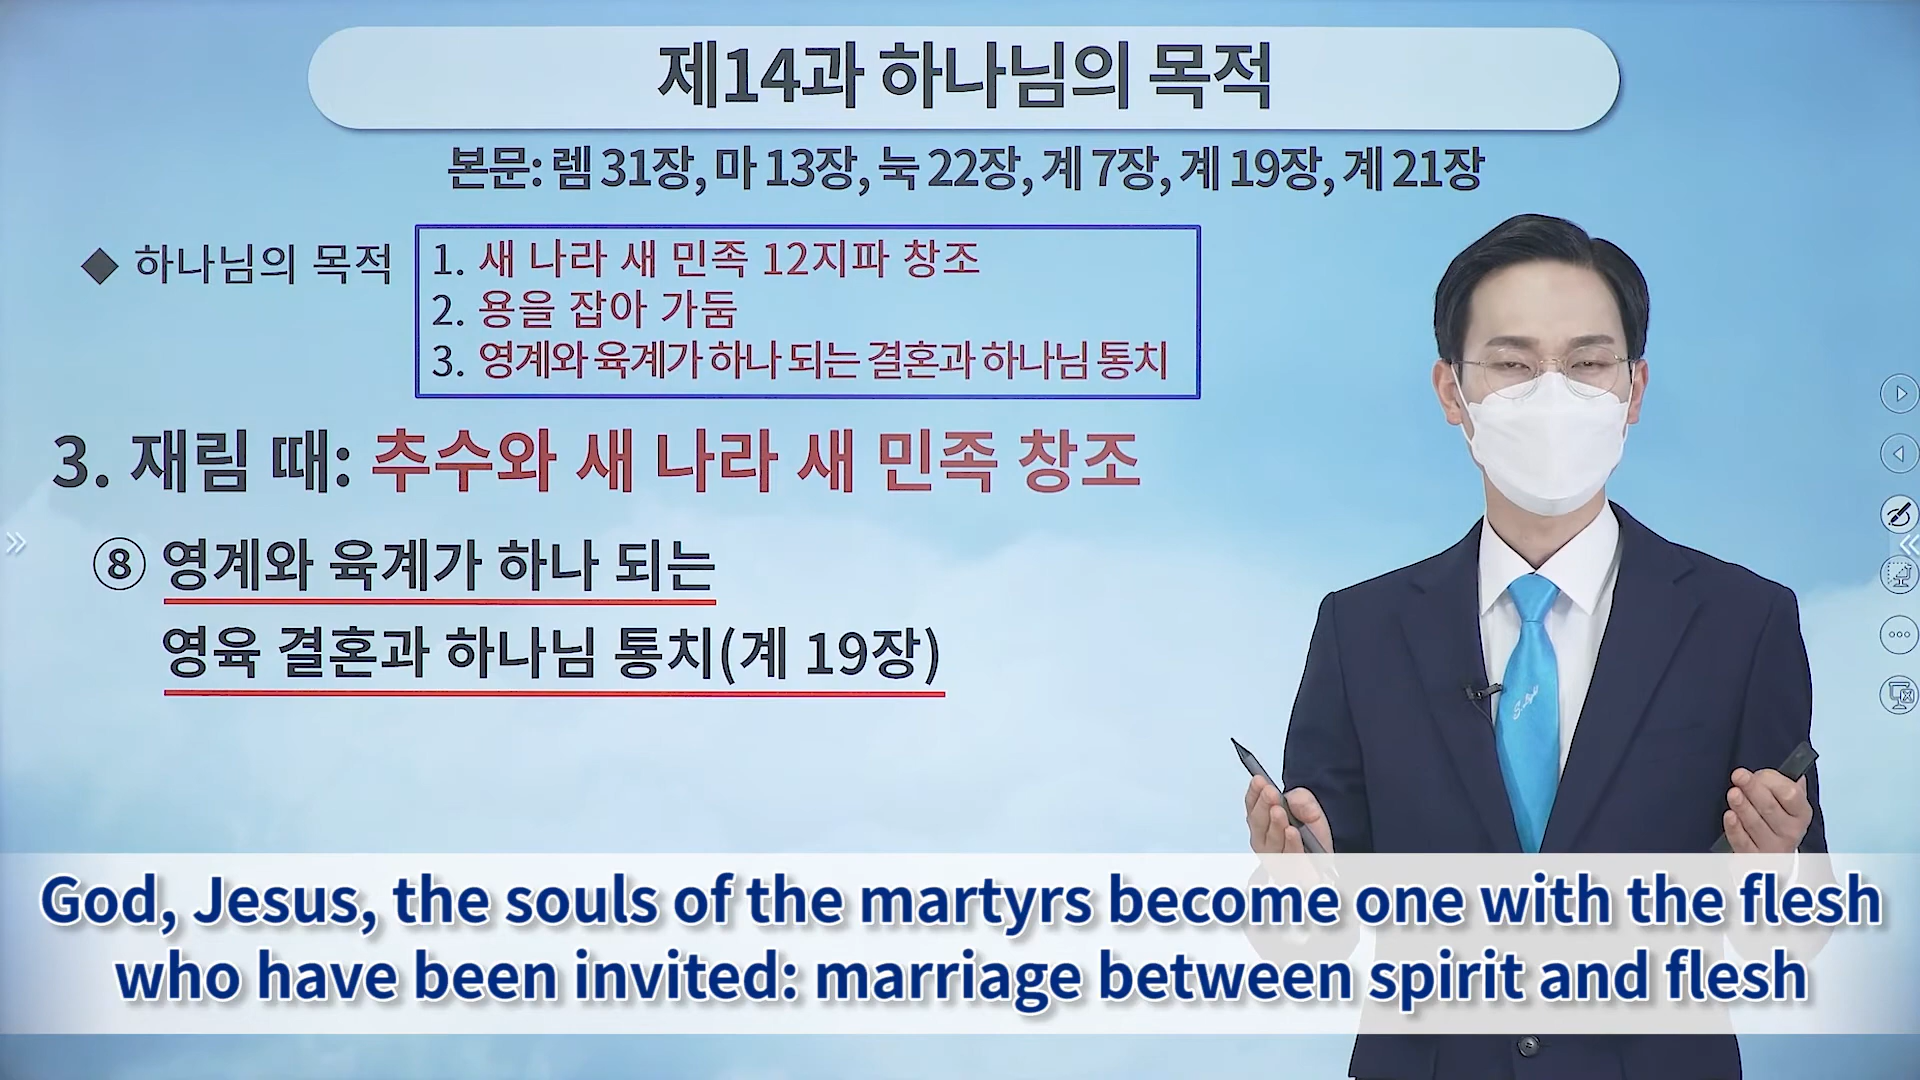 제14과 하나님의 목적
본문: 렘 31장, 마 13장, 눅 22장, 계 7장, 계 19장, 계 21장
◆ 하나님의 목적
1. 새 나라 새 민족 12지파 창조
2. 용을 잡아 가둠
3. 영계와 육계가 하나 되는 결혼과 하나님 통치
3. 재림 때: 추수와 새 나라 새 민족 창조
⑧ 영계와 육계가 하나 되는
영육 결혼과 하나님 통치(계 19장)
God, Jesus, the souls of the martyrs become one with the flesh
who have been invited: marriage between spirit and flesh